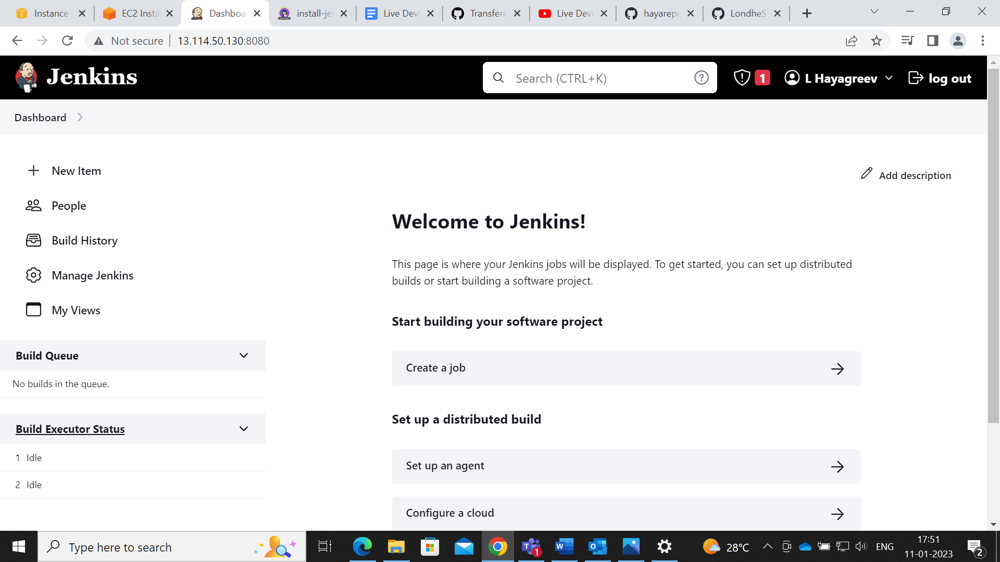 Instance
EC2 Insta
Dashboa
install-je
Live Dev
Transferr
Live Dev
hayarepo
LondheS
Not secure
13.114.50.130:8080
Jenkins
Search (CTRL+K)
1
L Hayagreev
log out
Dashboard
New Item
People
Build History
Manage Jenkins
My Views
Add description
Welcome to Jenkins!
This page is where your Jenkins jobs will be displayed. To get started, you can set up distributed
builds or start building a software project.
Start building your software project
Create a job
Set up a distributed build
Set up an agent
Configure a cloud
Build Queue
No builds in the queue.
Build Executor Status
1 Idle
2 Idle
Type here to search
1
28°C
ENG
17:51
11-01-2023
2